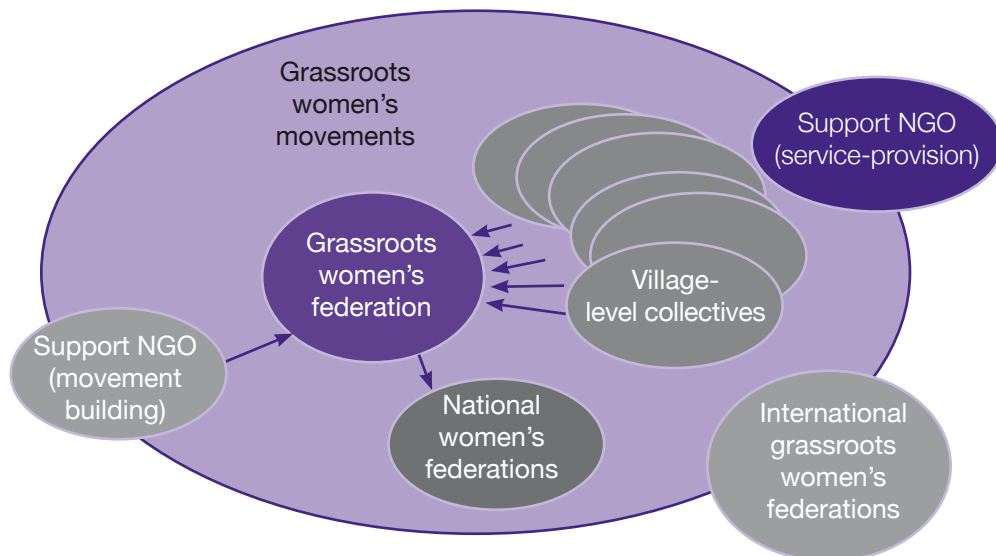 Grassroots
women’s
movements
Support NGO
(service-provision)
Grassroots
women’s
federation
Village-
level collectives
Support NGO
(movement
building)
National
women’s
federations
International
grassroots
women’s
federations